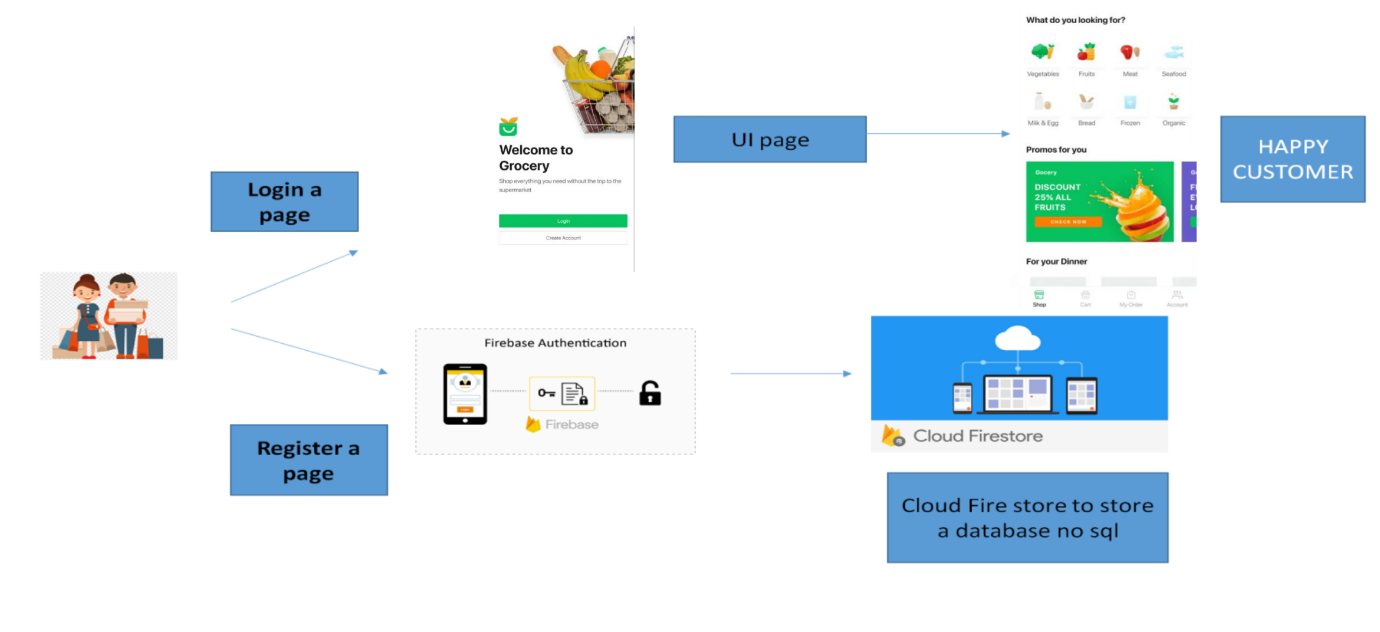 Login a
page
Welcome to
Grocery
Shop everything you need without the trip to the
supermarket
Login
Create Account
UI page
What do you looking for?
Vegetables
Fruits
Meat
Seafood
Milk & Egg
Bread
Frozen
Organic
Promos for you
Gocery
DISCOUNT
25% ALL
FRUITS
CHECK NOW
For your Dinner
Shop
Cart
My Order
Account
HAPPY
CUSTOMER
Register a
page
Firebase Authentication
Firebase
Cloud Firestore
Cloud Fire store to store
a database no sql